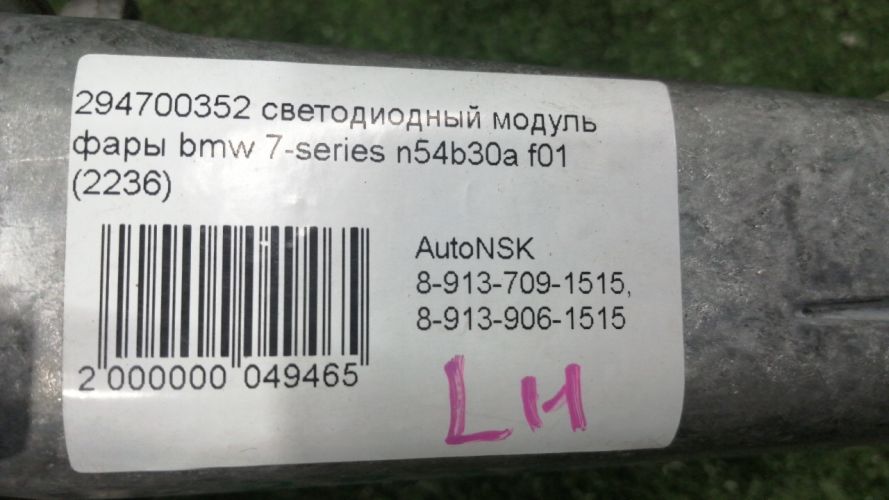 294700352 светодиодный модуль
фары bmw 7-series n54b30a f01
(2236)
AutoNSK
8-913-709-1515,
8-913-906-1515
2 000000 049465
LH